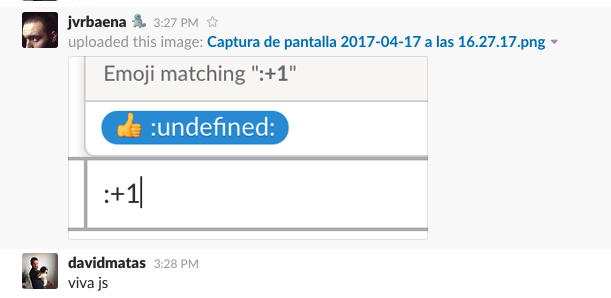 jvrbaena 3:27 PM
uploaded this image: Captura de pantalla 2017-04-17 a las 16.27.17.png
Emoji matching ":+1"
:undefined:
:+1
davidmatas 3:28 PM
viva js